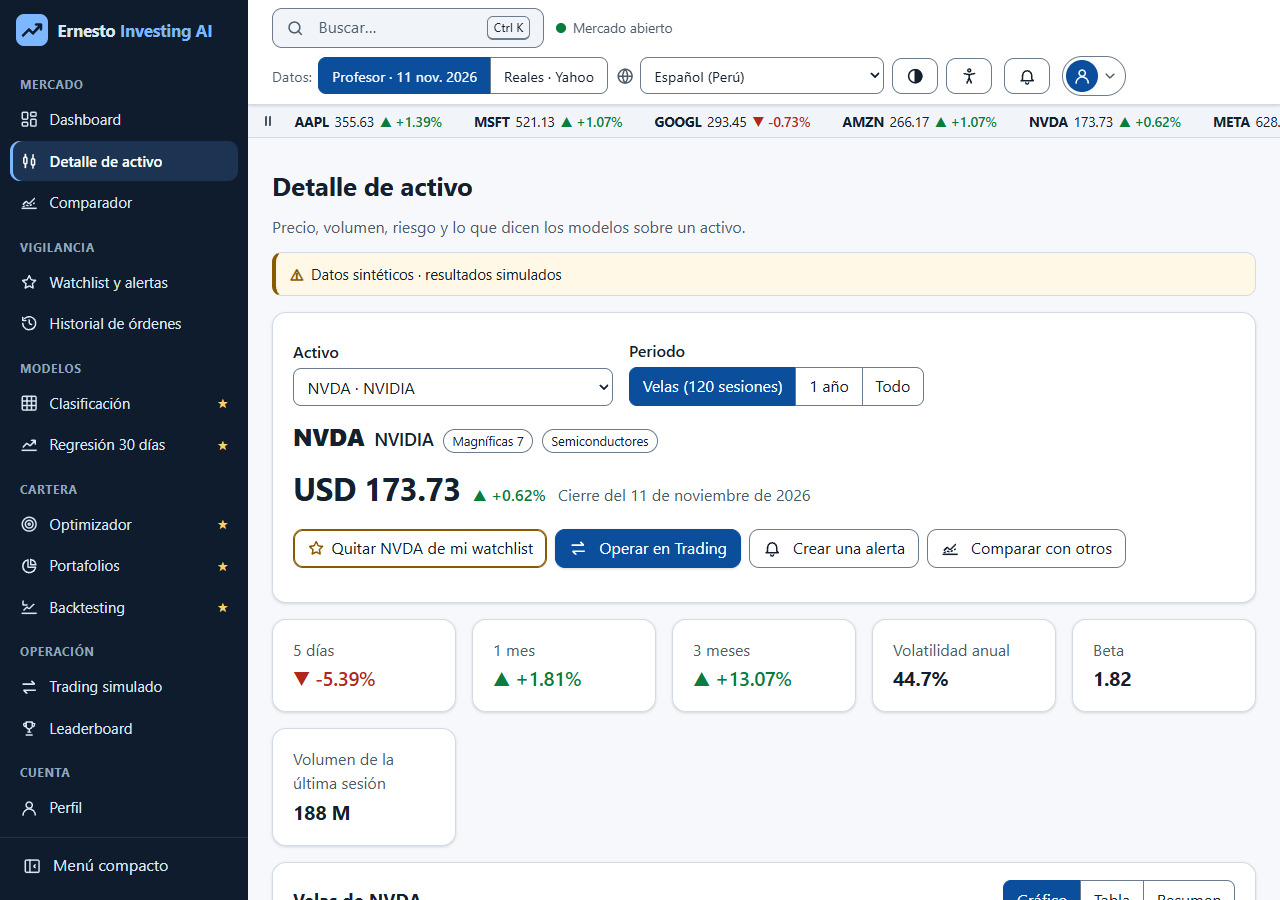 Ernesto Investing AI
MERCADO
Dashboard
Detalle de activo
Comparador
VIGILANCIA
Watchlist y alertas
Historial de órdenes
MODELOS
Clasificación
Regresión 30 días
CARTERA
Optimizador
Portafolios
Backtesting
OPERACIÓN
Trading simulado
Leaderboard
CUENTA
Perfil
Menú compacto
Buscar... Ctrl K Mercado abierto
Datos: Profesor · 11 nov. 2026 Reales · Yahoo Español (Perú)
AAPL 355.63 ▲ +1.39% MSFT 521.13 ▲ +1.07% GOOGL 293.45 ▼ -0.73% AMZN 266.17 ▲ +1.07% NVDA 173.73 ▲ +0.62% META 628.
Detalle de activo
Precio, volumen, riesgo y lo que dicen los modelos sobre un activo.
Datos sintéticos · resultados simulados
Activo Periodo
NVDA · NVIDIA Velas (120 sesiones) 1 año Todo
NVDA NVIDIA Magníficas 7 Semiconductores
USD 173.73 ▲ +0.62% Cierre del 11 de noviembre de 2026
Quitar NVDA de mi watchlist Operar en Trading Crear una alerta Comparar con otros
5 días 1 mes 3 meses Volatilidad anual Beta
▼ -5.39% ▲ +1.81% ▲ +13.07% 44.7% 1.82
Volumen de la
última sesión
188 M
Velas de NVDA Gráfico Tabla Resumen